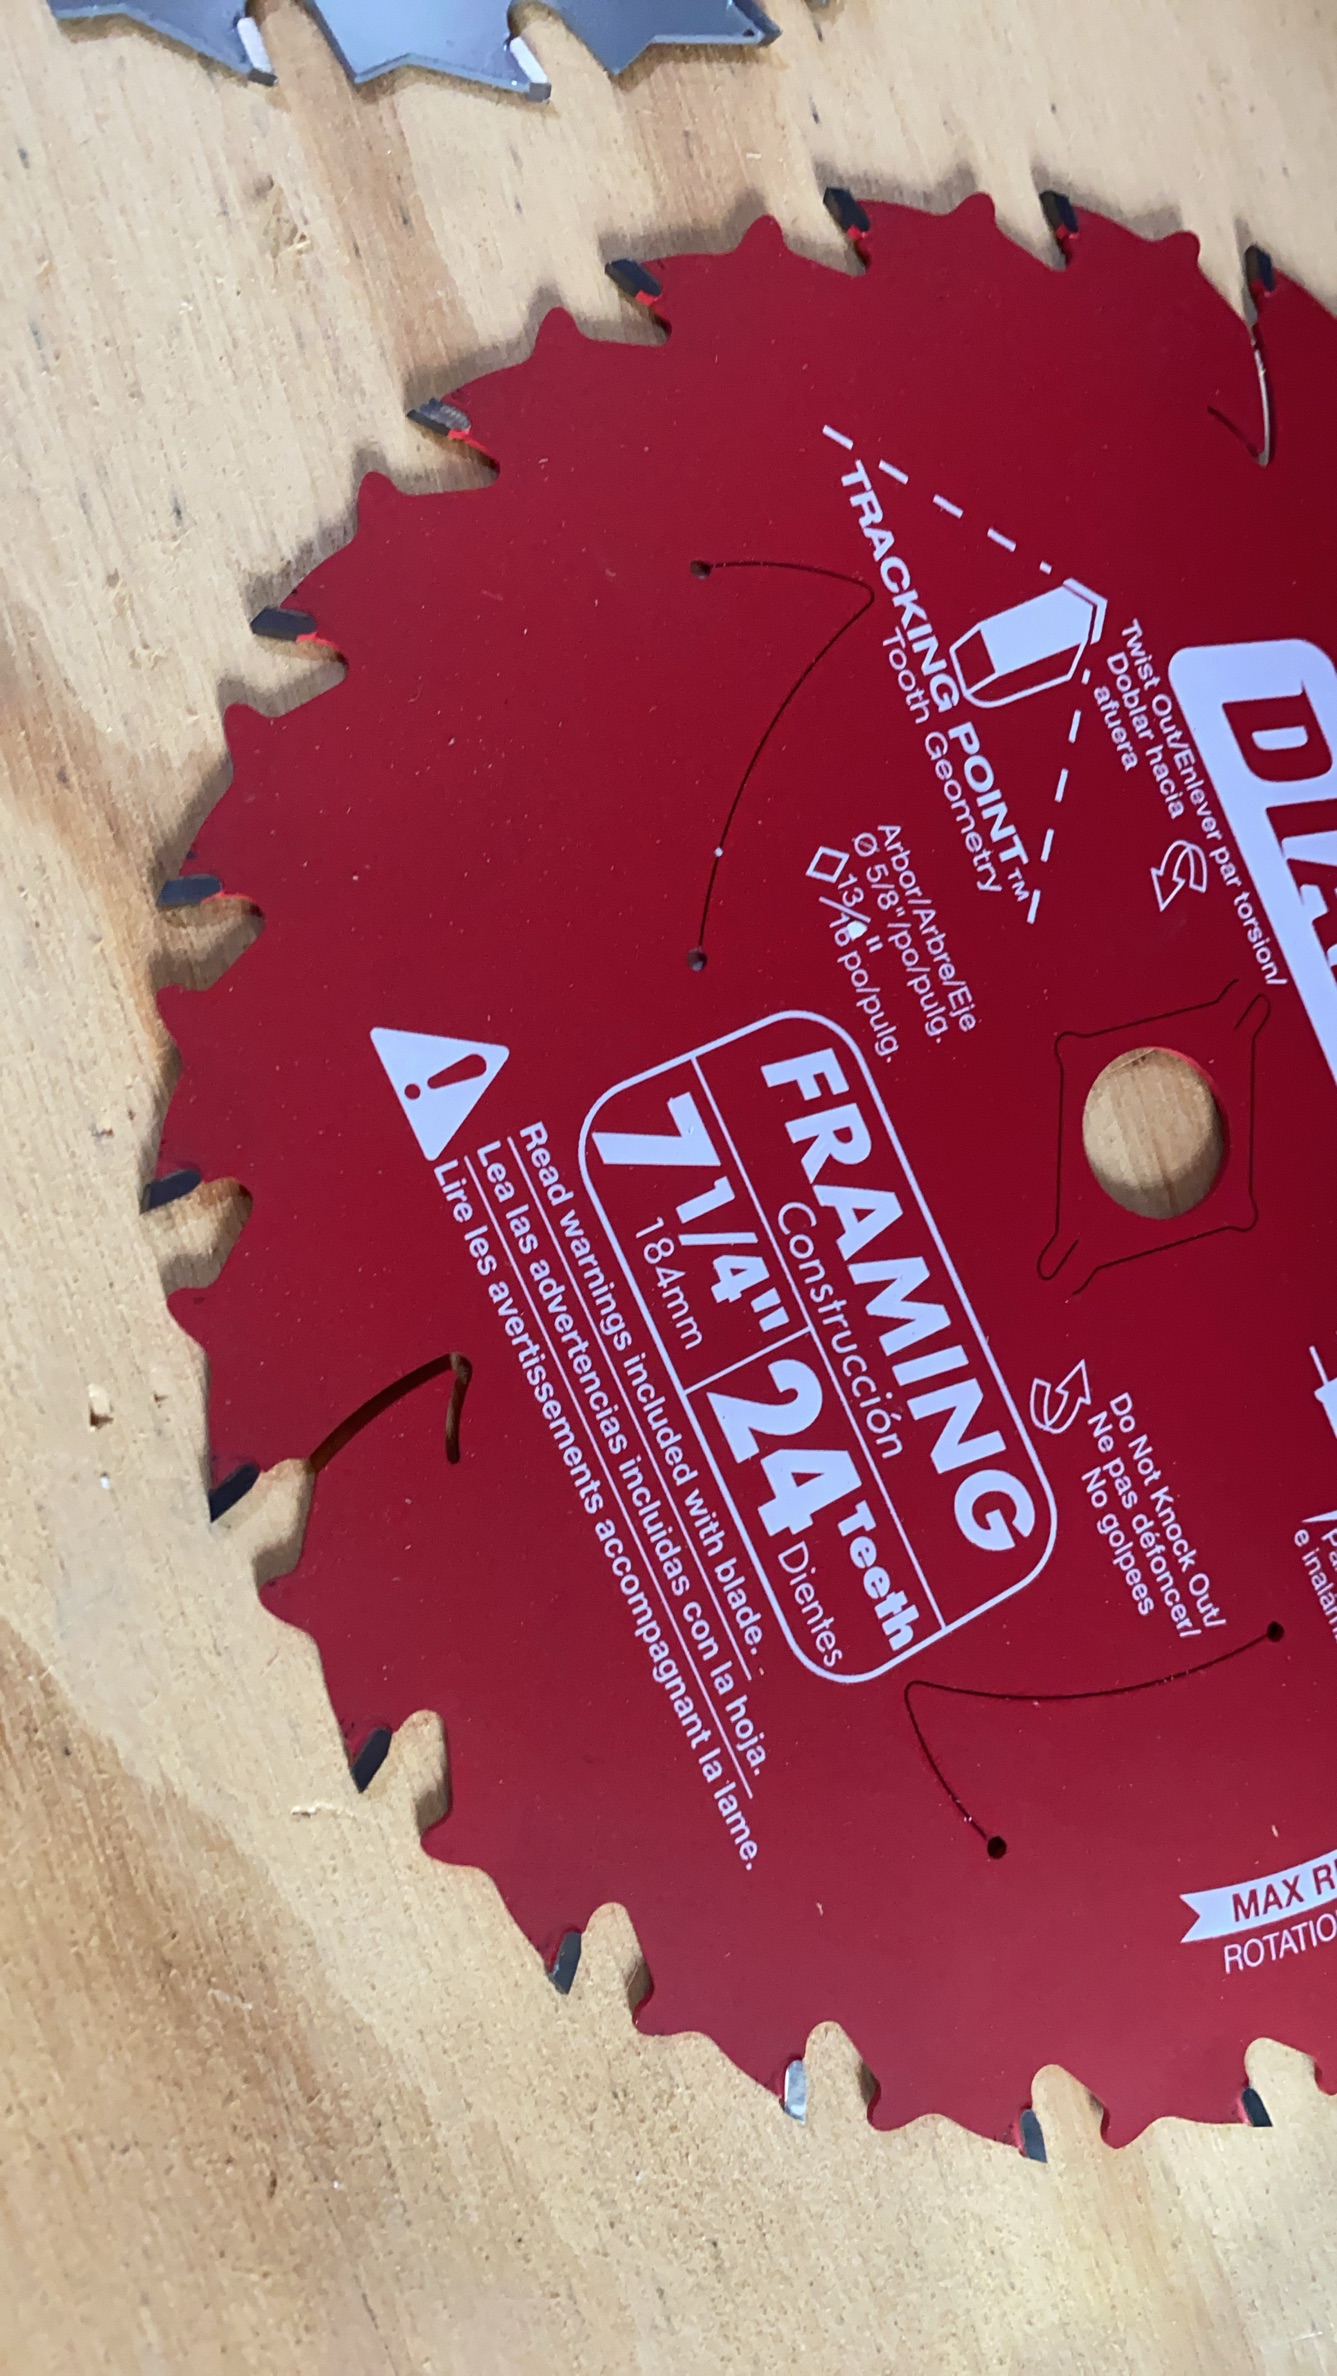 TRACKING POINT™
Tooth Geometry
Twist Out/Enlever par torsion/
Doblar hacia
afuera
Arbor/Arbre/Eje
Ø 5/8"/po/pulg.
◇13/16"
po/pulg.
FRAMING
Construcción
7 1/4"
184mm
24 Teeth
Dientes
Read warnings included with blade.
Lea las advertencias incluidas con la hoja.
Lire les avertissements accompagnant la lame.
Do Not Knock Out/
Ne pas défoncer/
No golpees
MAX